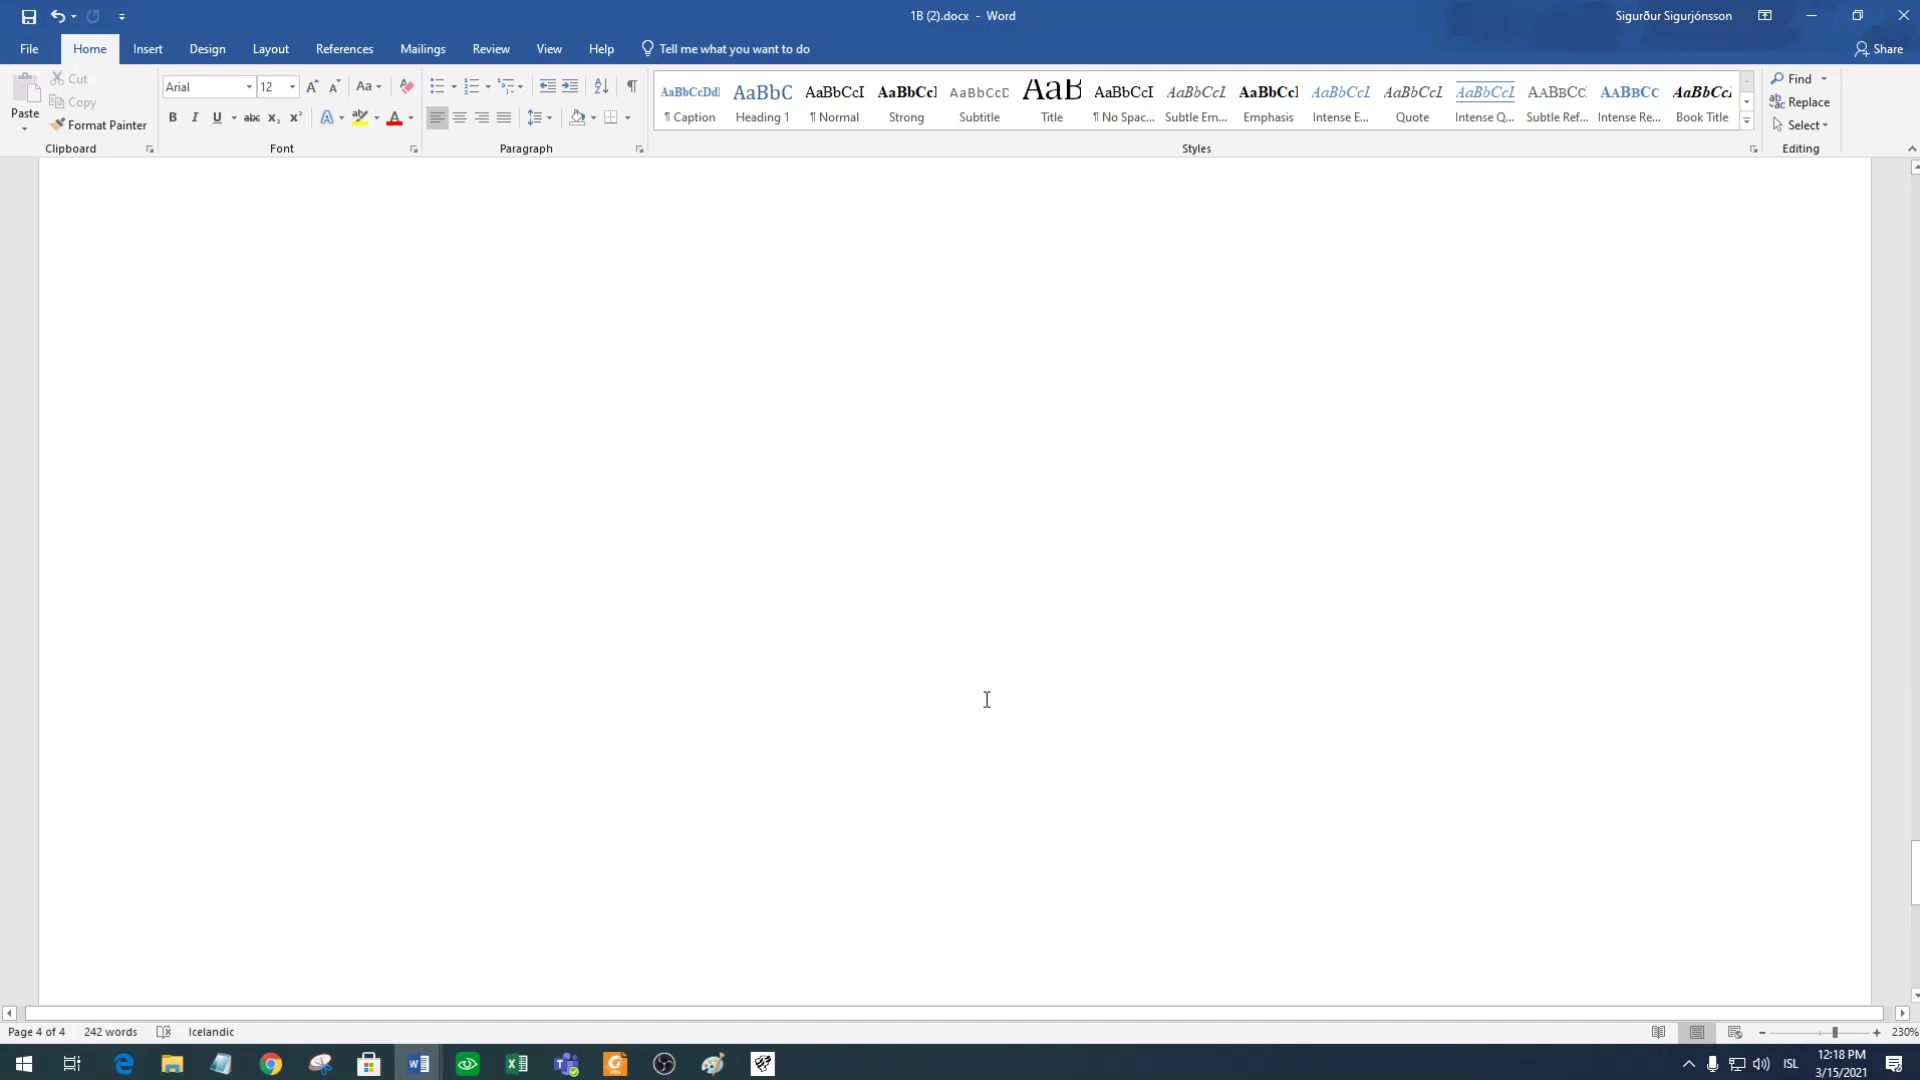 1B (2).docx - Word
Sigurður Sigurjónsson
File Home Insert Design Layout References Mailings Review View Help Tell me what you want to do Share
Paste
Cut
Copy
Format Painter
Clipboard
Arial 12
Aa
B I U abc x₂ x²
A A
Font
Paragraph
AaBbCcDd AaBbC AaBbCcI AaBbCcI AaBbCcD AaB AaBbCcI AaBbCcI AaBbCcI AaBbCcI AaBbCcI AaBbCcI AABBCC AABBCC AaBbCcI
¶ Caption Heading 1 ¶ Normal Strong Subtitle Title ¶ No Spac... Subtle Em... Emphasis Intense E... Quote Intense Q... Subtle Ref... Intense Re... Book Title
Styles
Find
Replace
Select
Editing
Page 4 of 4 242 words Icelandic
230%
ISL
12:18 PM
3/15/2021